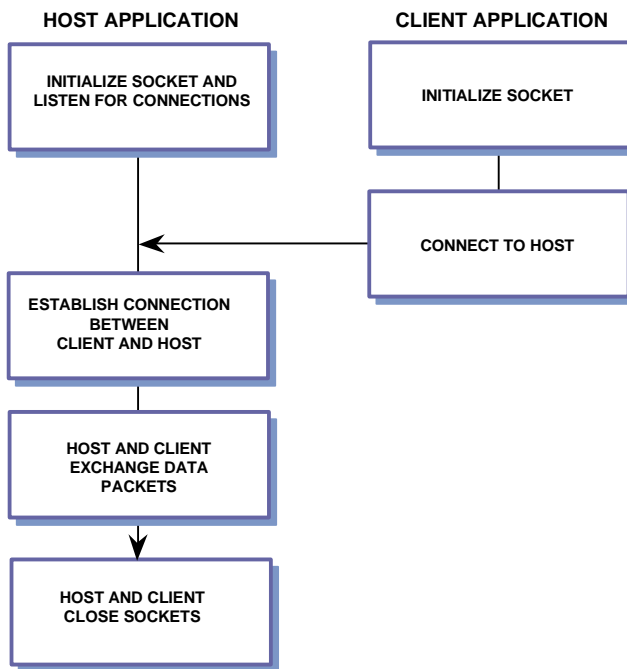 HOST APPLICATION
CLIENT APPLICATION
INITIALIZE SOCKET AND
LISTEN FOR CONNECTIONS
INITIALIZE SOCKET
CONNECT TO HOST
ESTABLISH CONNECTION
BETWEEN
CLIENT AND HOST
HOST AND CLIENT
EXCHANGE DATA
PACKETS
HOST AND CLIENT
CLOSE SOCKETS